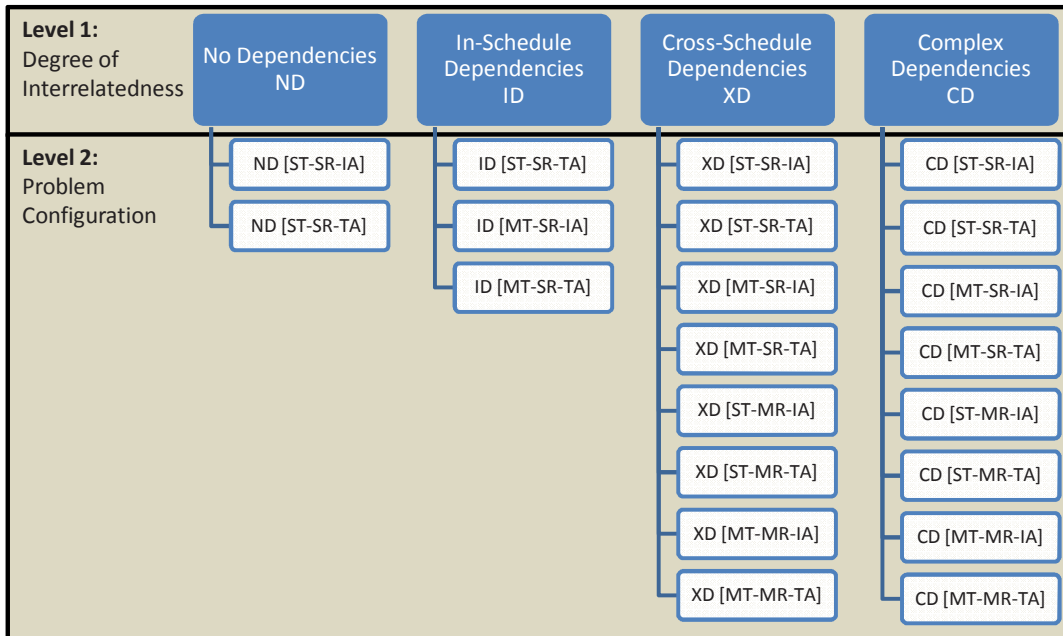 Level 1:
Degree of
Interrelatedness
No Dependencies
ND
In-Schedule
Dependencies
ID
Cross-Schedule
Dependencies
XD
Complex
Dependencies
CD
Level 2:
Problem
Configuration
ND [ST-SR-IA]
ND [ST-SR-TA]
ID [ST-SR-TA]
ID [MT-SR-IA]
ID [MT-SR-TA]
XD [ST-SR-IA]
XD [ST-SR-TA]
XD [MT-SR-IA]
XD [MT-SR-TA]
XD [ST-MR-IA]
XD [ST-MR-TA]
XD [MT-MR-IA]
XD [MT-MR-TA]
CD [ST-SR-IA]
CD [ST-SR-TA]
CD [MT-SR-IA]
CD [MT-SR-TA]
CD [ST-MR-IA]
CD [ST-MR-TA]
CD [MT-MR-IA]
CD [MT-MR-TA]